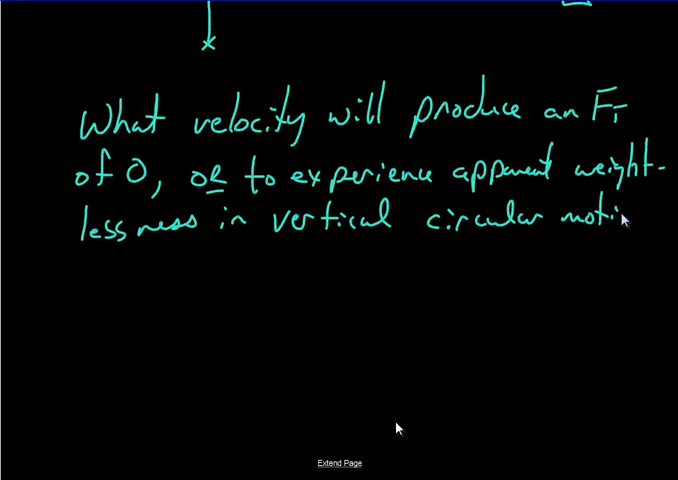 What velocity will produce an FT
of 0, or to experience apparent weight-
lessness in vertical circular moti
Extend Page